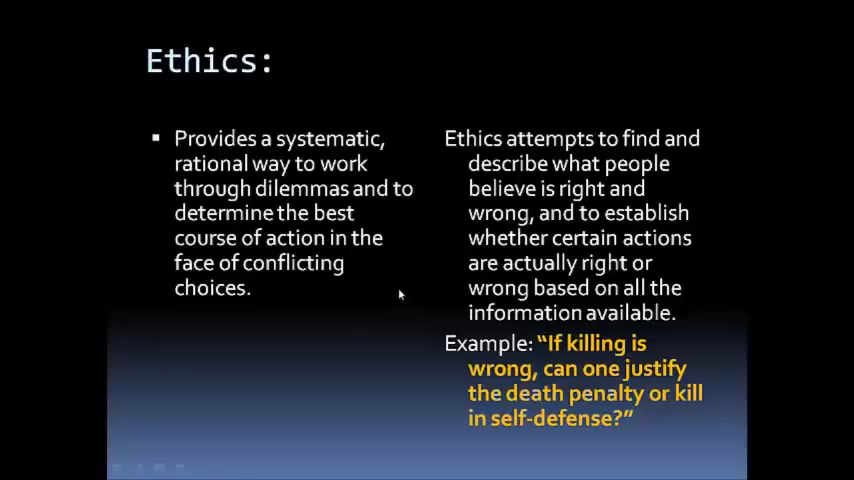 Ethics:
▪ Provides a systematic,
rational way to work
through dilemmas and to
determine the best
course of action in the
face of conflicting
choices.
Ethics attempts to find and
describe what people
believe is right and
wrong, and to establish
whether certain actions
are actually right or
wrong based on all the
information available.
Example: “If killing is
wrong, can one justify
the death penalty or kill
in self-defense?”